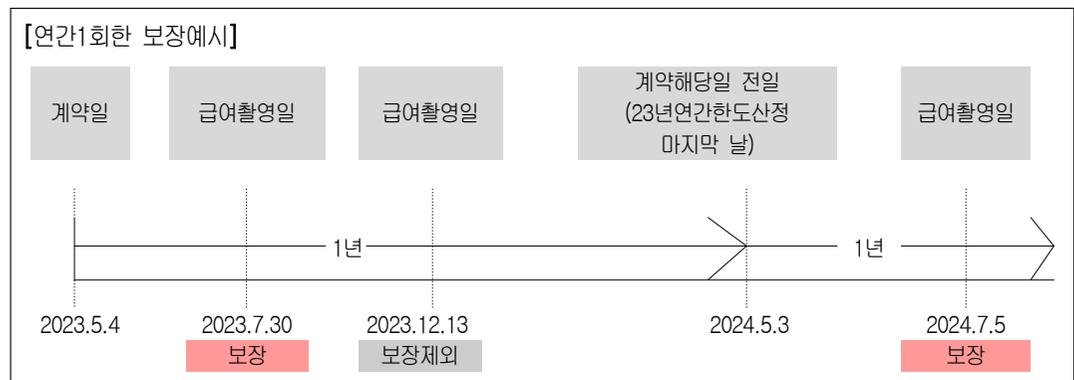 [연간1회한 보장예시]
계약일
급여촬영일
급여촬영일
계약해당일 전일
(23년연간한도산정
마지막 날)
급여촬영일
1년
1년
2023.5.4
2023.7.30
2023.12.13
2024.5.3
2024.7.5
보장
보장제외
보장